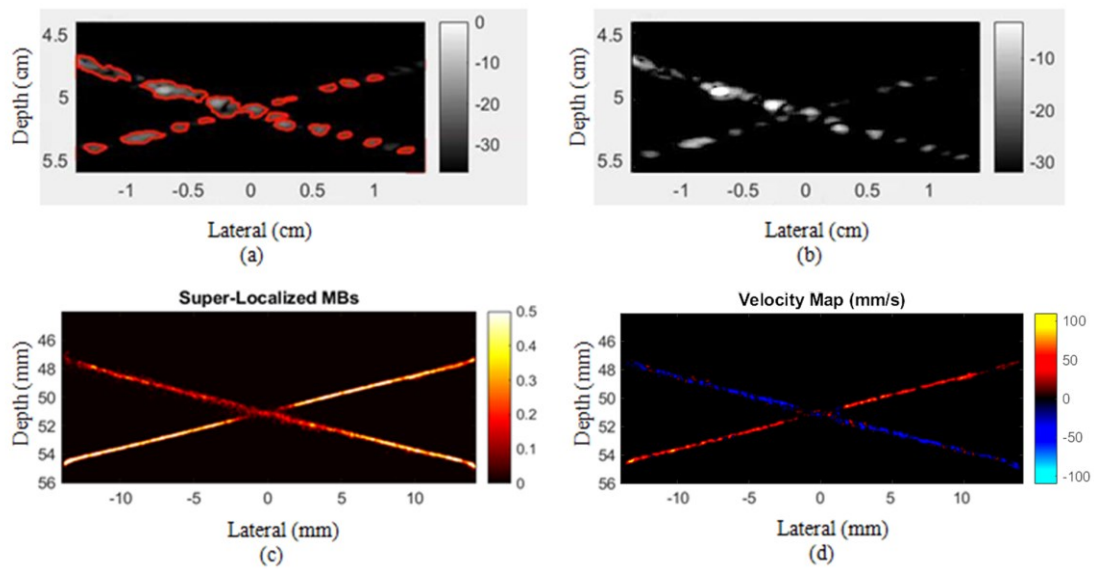 4.5
5
5.5
Depth (cm)
-1 -0.5 0 0.5 1
0
-10
-20
-30
Lateral (cm)
(a)
4.5
5
5.5
Depth (cm)
-1 -0.5 0 0.5 1
-10
-20
-30
Lateral (cm)
(b)
Super-Localized MBs
46
48
50
52
54
56
Depth (mm)
-10 -5 0 5 10
0.5
0.4
0.3
0.2
0.1
0
Lateral (mm)
(c)
Velocity Map (mm/s)
46
48
50
52
54
56
Depth (mm)
-10 -5 0 5 10
100
50
0
-50
-100
Lateral (mm)
(d)